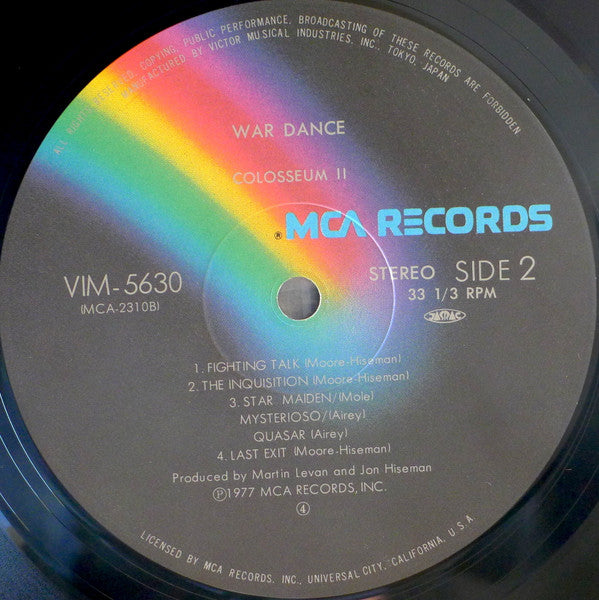 ALL RIGHTS RESERVED, COPYING, PUBLIC PERFORMANCE, BROADCASTING OF THESE RECORDS ARE FORBIDDEN
MANUFACTURED BY VICTOR MUSICAL INDUSTRIES, INC., TOKYO, JAPAN
WAR DANCE
COLOSSEUM II
® MCA RECORDS
VIM-5630
(MCA-2310B)
STEREO SIDE 2
33 1/3 RPM
JASRAC
1. FIGHTING TALK (Moore-Hiseman)
2. THE INQUISITION (Moore-Hiseman)
3. STAR MAIDEN/(Mole)
MYSTERIOSO/(Airey)
QUASAR (Airey)
4. LAST EXIT (Moore-Hiseman)
Produced by Martin Levan and Jon Hiseman
Ⓟ1977 MCA RECORDS, INC.
④
LICENSED BY MCA RECORDS, INC., UNIVERSAL CITY, CALIFORNIA, U.S.A.